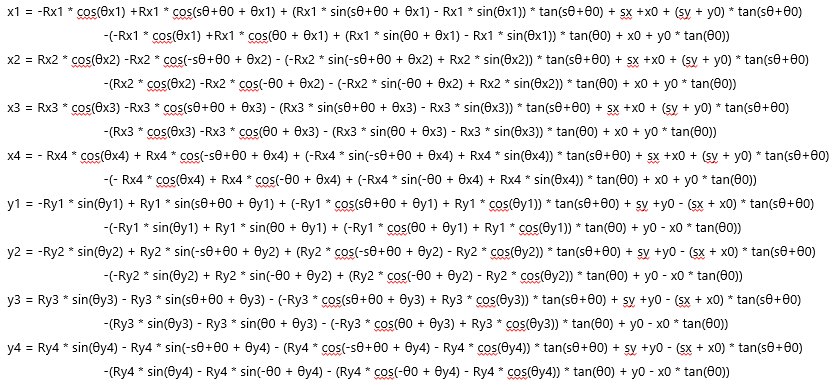 x1 = -Rx1 * cos(θx1) +Rx1 * cos(sθ+θ0 + θx1) + (Rx1 * sin(sθ+θ0 + θx1) - Rx1 * sin(θx1)) * tan(sθ+θ0) + sx +x0 + (sy + y0) * tan(sθ+θ0)
-(-Rx1 * cos(θx1) +Rx1 * cos(θ0 + θx1) + (Rx1 * sin(θ0 + θx1) - Rx1 * sin(θx1)) * tan(θ0) + x0 + y0 * tan(θ0))
x2 = Rx2 * cos(θx2) -Rx2 * cos(-sθ+θ0 + θx2) - (-Rx2 * sin(-sθ+θ0 + θx2) + Rx2 * sin(θx2)) * tan(sθ+θ0) + sx +x0 + (sy + y0) * tan(sθ+θ0)
-(Rx2 * cos(θx2) -Rx2 * cos(-θ0 + θx2) - (-Rx2 * sin(-θ0 + θx2) + Rx2 * sin(θx2)) * tan(θ0) + x0 + y0 * tan(θ0))
x3 = Rx3 * cos(θx3) -Rx3 * cos(sθ+θ0 + θx3) - (Rx3 * sin(sθ+θ0 + θx3) - Rx3 * sin(θx3)) * tan(sθ+θ0) + sx +x0 + (sy + y0) * tan(sθ+θ0)
-(Rx3 * cos(θx3) -Rx3 * cos(θ0 + θx3) - (Rx3 * sin(θ0 + θx3) - Rx3 * sin(θx3)) * tan(θ0) + x0 + y0 * tan(θ0))
x4 = - Rx4 * cos(θx4) + Rx4 * cos(-sθ+θ0 + θx4) + (-Rx4 * sin(-sθ+θ0 + θx4) + Rx4 * sin(θx4)) * tan(sθ+θ0) + sx +x0 + (sy + y0) * tan(sθ+θ0)
-(- Rx4 * cos(θx4) + Rx4 * cos(-θ0 + θx4) + (-Rx4 * sin(-θ0 + θx4) + Rx4 * sin(θx4)) * tan(θ0) + x0 + y0 * tan(θ0))
y1 = -Ry1 * sin(θy1) + Ry1 * sin(sθ+θ0 + θy1) + (-Ry1 * cos(sθ+θ0 + θy1) + Ry1 * cos(θy1)) * tan(sθ+θ0) + sy +y0 - (sx + x0) * tan(sθ+θ0)
-(-Ry1 * sin(θy1) + Ry1 * sin(θ0 + θy1) + (-Ry1 * cos(θ0 + θy1) + Ry1 * cos(θy1)) * tan(θ0) + y0 - x0 * tan(θ0))
y2 = -Ry2 * sin(θy2) + Ry2 * sin(-sθ+θ0 + θy2) + (Ry2 * cos(-sθ+θ0 + θy2) - Ry2 * cos(θy2)) * tan(sθ+θ0) + sy +y0 - (sx + x0) * tan(sθ+θ0)
-(-Ry2 * sin(θy2) + Ry2 * sin(-θ0 + θy2) + (Ry2 * cos(-θ0 + θy2) - Ry2 * cos(θy2)) * tan(θ0) + y0 - x0 * tan(θ0))
y3 = Ry3 * sin(θy3) - Ry3 * sin(sθ+θ0 + θy3) - (-Ry3 * cos(sθ+θ0 + θy3) + Ry3 * cos(θy3)) * tan(sθ+θ0) + sy +y0 - (sx + x0) * tan(sθ+θ0)
-(Ry3 * sin(θy3) - Ry3 * sin(θ0 + θy3) - (-Ry3 * cos(θ0 + θy3) + Ry3 * cos(θy3)) * tan(θ0) + y0 - x0 * tan(θ0))
y4 = Ry4 * sin(θy4) - Ry4 * sin(-sθ+θ0 + θy4) - (Ry4 * cos(-sθ+θ0 + θy4) - Ry4 * cos(θy4)) * tan(sθ+θ0) + sy +y0 - (sx + x0) * tan(sθ+θ0)
-(Ry4 * sin(θy4) - Ry4 * sin(-θ0 + θy4) - (Ry4 * cos(-θ0 + θy4) - Ry4 * cos(θy4)) * tan(θ0) + y0 - x0 * tan(θ0))